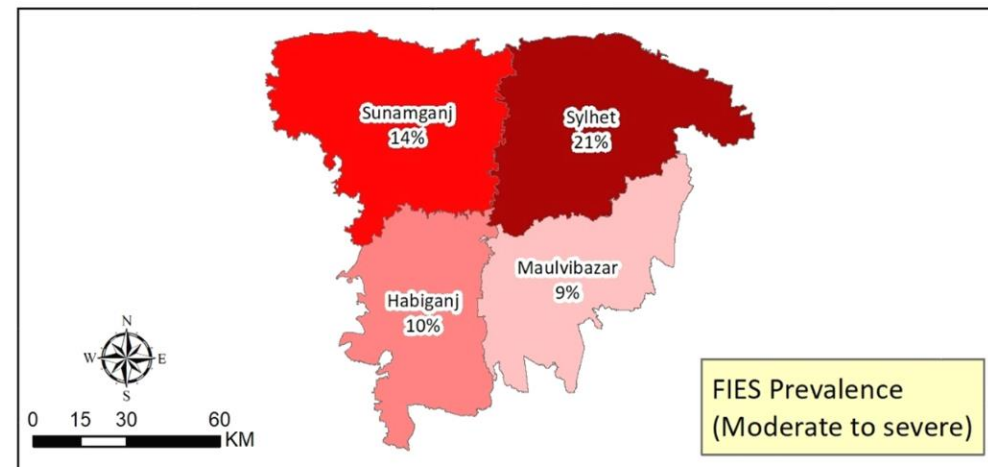 Sunamganj
14%
Sylhet
21%
Maulvibazar
9%
Habiganj
10%
N
W E
S
0 15 30 60
KM
FIES Prevalence
(Moderate to severe)